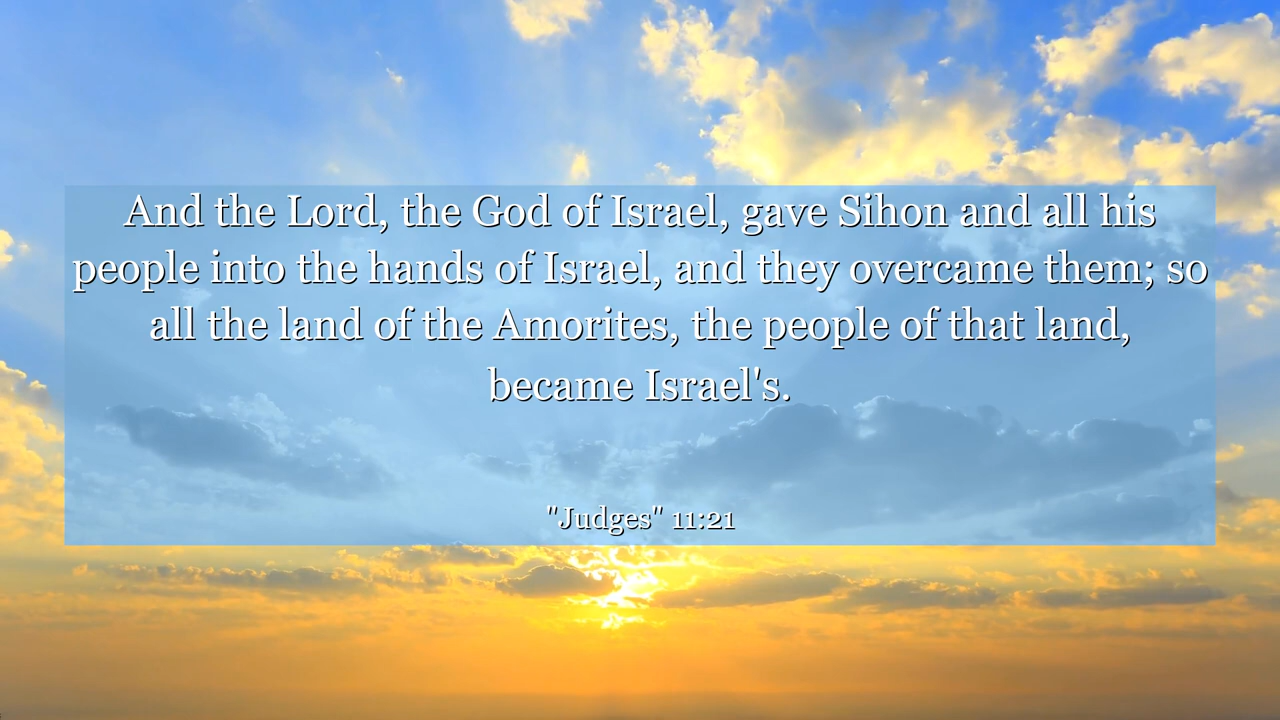 And the Lord, the God of Israel, gave Sihon and all his
people into the hands of Israel, and they overcame them; so
all the land of the Amorites, the people of that land,
became Israel's.
"Judges" 11:21